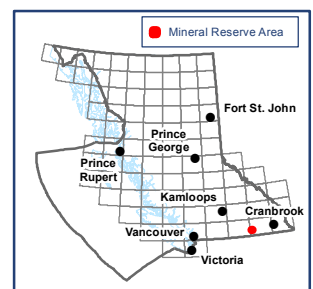 Mineral Reserve Area
Fort St. John
Prince
George
Prince
Rupert
Kamloops
Cranbrook
Vancouver
Victoria